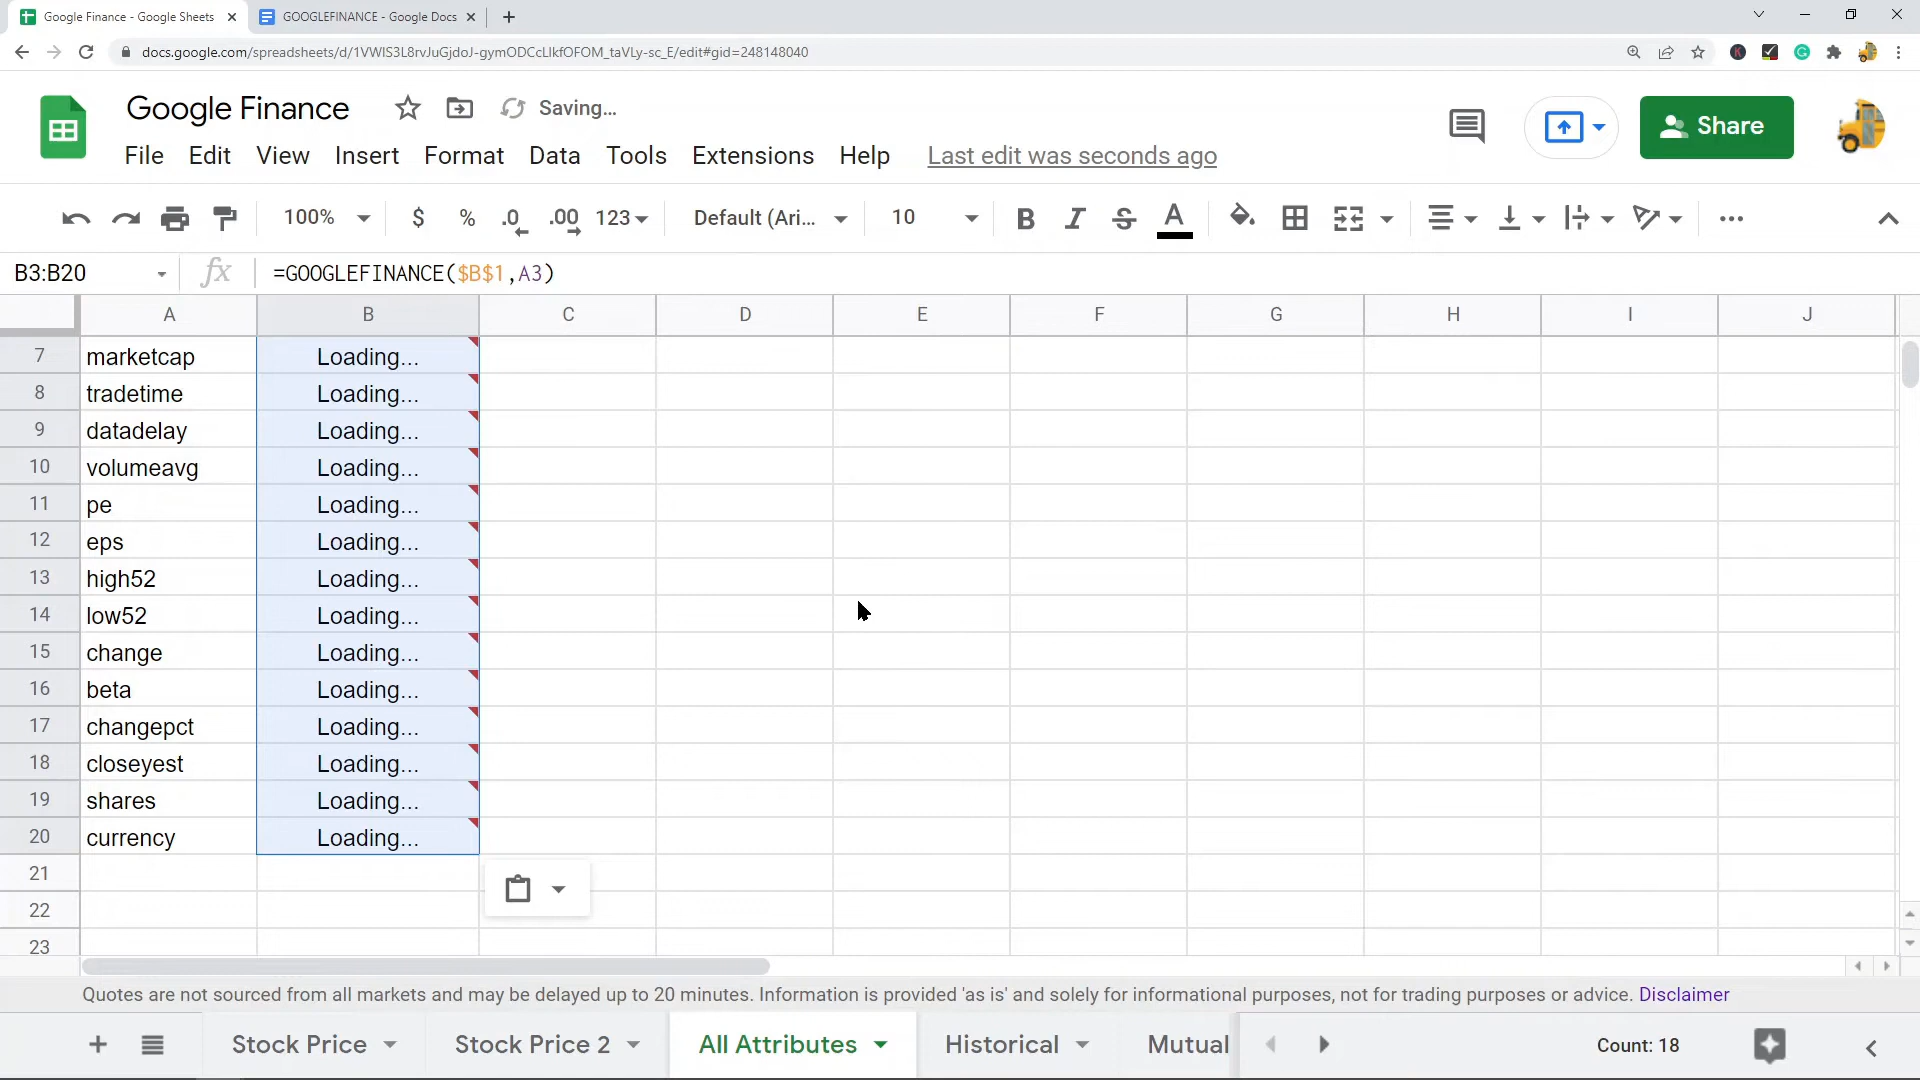 Google Finance - Google Sheets
GOOGLEFINANCE - Google Docs
docs.google.com/spreadsheets/d/1VWIS3L8rvJuGjdoJ-gymODCcLlkfOFOM_taVLy-sc_E/edit#gid=248148040
Google Finance
Saving...
Share
File Edit View Insert Format Data Tools Extensions Help Last edit was seconds ago
100% $ % .0 .00 123 Default (Ari... 10 B I S A
B3:B20 fx =GOOGLEFINANCE($B$1,A3)
A B C D E F G H I J
7 marketcap Loading...
8 tradetime Loading...
9 datadelay Loading...
10 volumeavg Loading...
11 pe Loading...
12 eps Loading...
13 high52 Loading...
14 low52 Loading...
15 change Loading...
16 beta Loading...
17 changepct Loading...
18 closeyest Loading...
19 shares Loading...
20 currency Loading...
21
22
23
Quotes are not sourced from all markets and may be delayed up to 20 minutes. Information is provided 'as is' and solely for informational purposes, not for trading purposes or advice. Disclaimer
Stock Price Stock Price 2 All Attributes Historical Mutual Count: 18